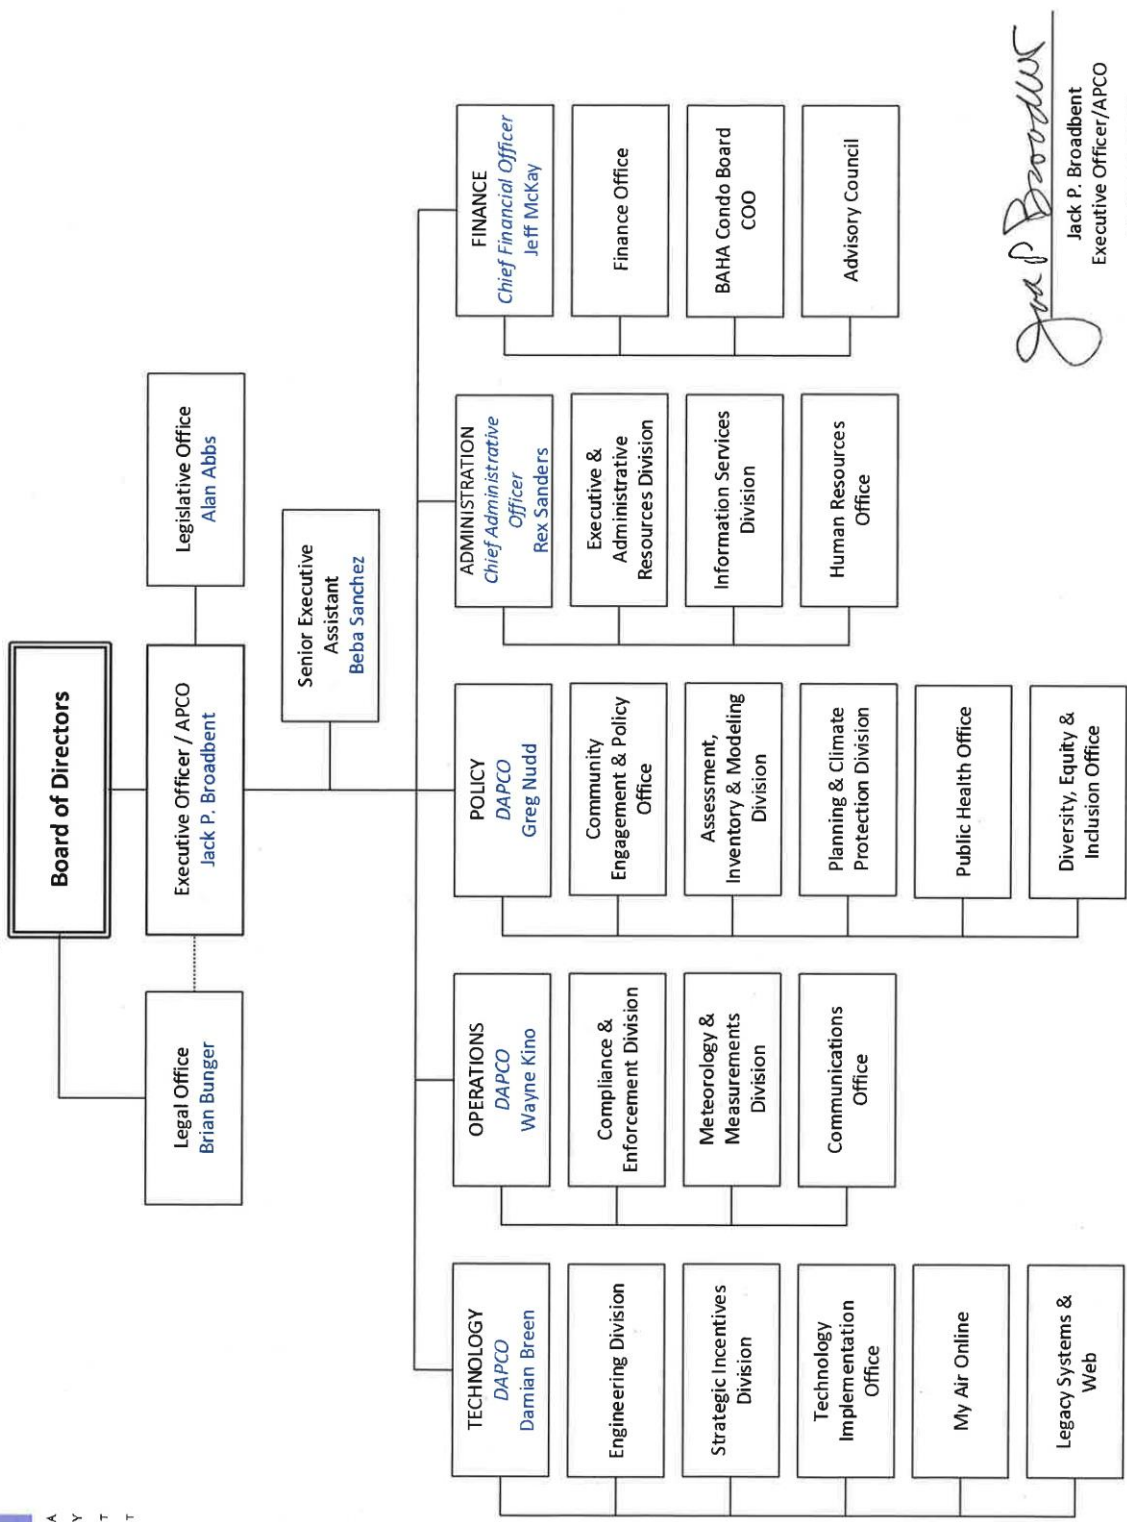 Board of Directors
Legal Office
Brian Bunger
Executive Officer / APCO
Jack P. Broadbent
Legislative Office
Alan Abbs
Senior Executive
Assistant
Beba Sanchez
TECHNOLOGY
DAPCO
Damian Breen
Engineering Division
Strategic Incentives
Division
Technology
Implementation
Office
My Air Online
Legacy Systems &
Web
OPERATIONS
DAPCO
Wayne Kino
Compliance &
Enforcement Division
Meteorology &
Measurements
Division
Communications
Office
POLICY
DAPCO
Greg Nudd
Community
Engagement & Policy
Office
Assessment,
Inventory & Modeling
Division
Planning & Climate
Protection Division
Public Health Office
Diversity, Equity &
Inclusion Office
ADMINISTRATION
Chief Administrative
Officer
Rex Sanders
Executive &
Administrative
Resources Division
Information Services
Division
Human Resources
Office
FINANCE
Chief Financial Officer
Jeff McKay
Finance Office
BAHA Condo Board
COO
Advisory Council
Jack P. Broadbent
Executive Officer/APCO